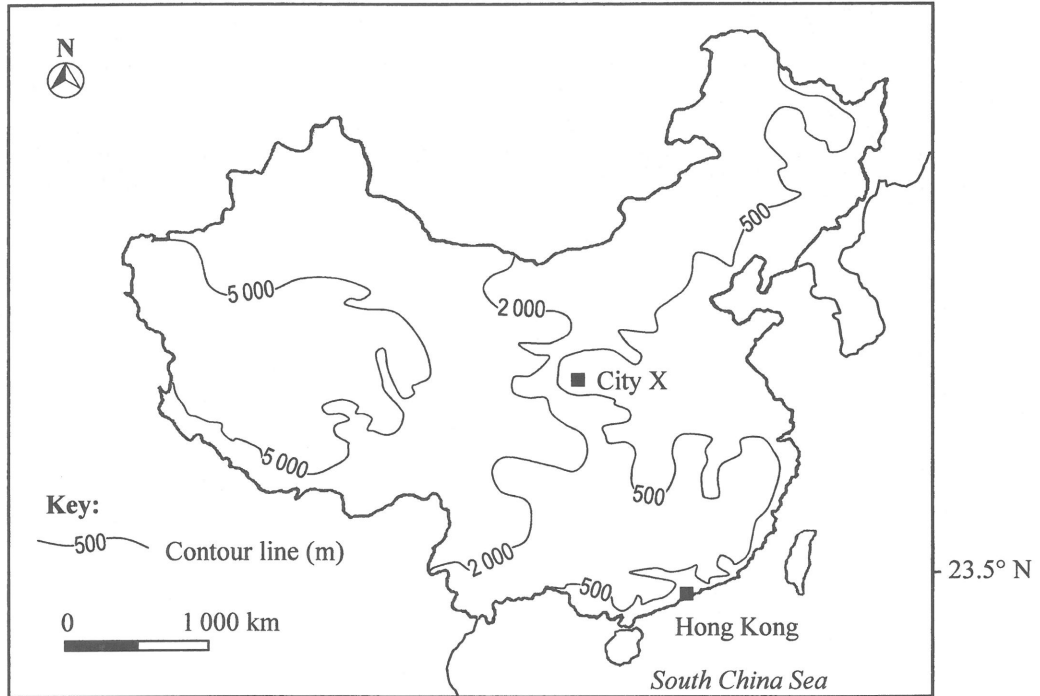 N
500
5 000
2 000
City X
5 000
500
Key:
500
Contour line (m)
2 000
23.5° N
500
0 1 000 km
Hong Kong
South China Sea